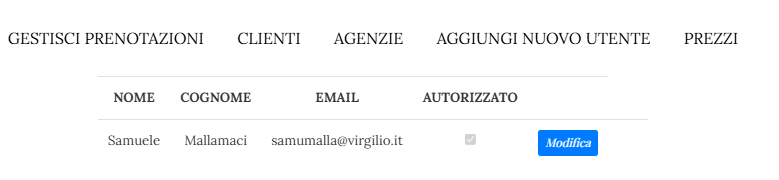 GESTISCI PRENOTAZIONI CLIENTI AGENZIE AGGIUNGI NUOVO UTENTE PREZZI
NOME COGNOME EMAIL AUTORIZZATO
Samuele Mallamaci samumalla@virgilio.it Modifica